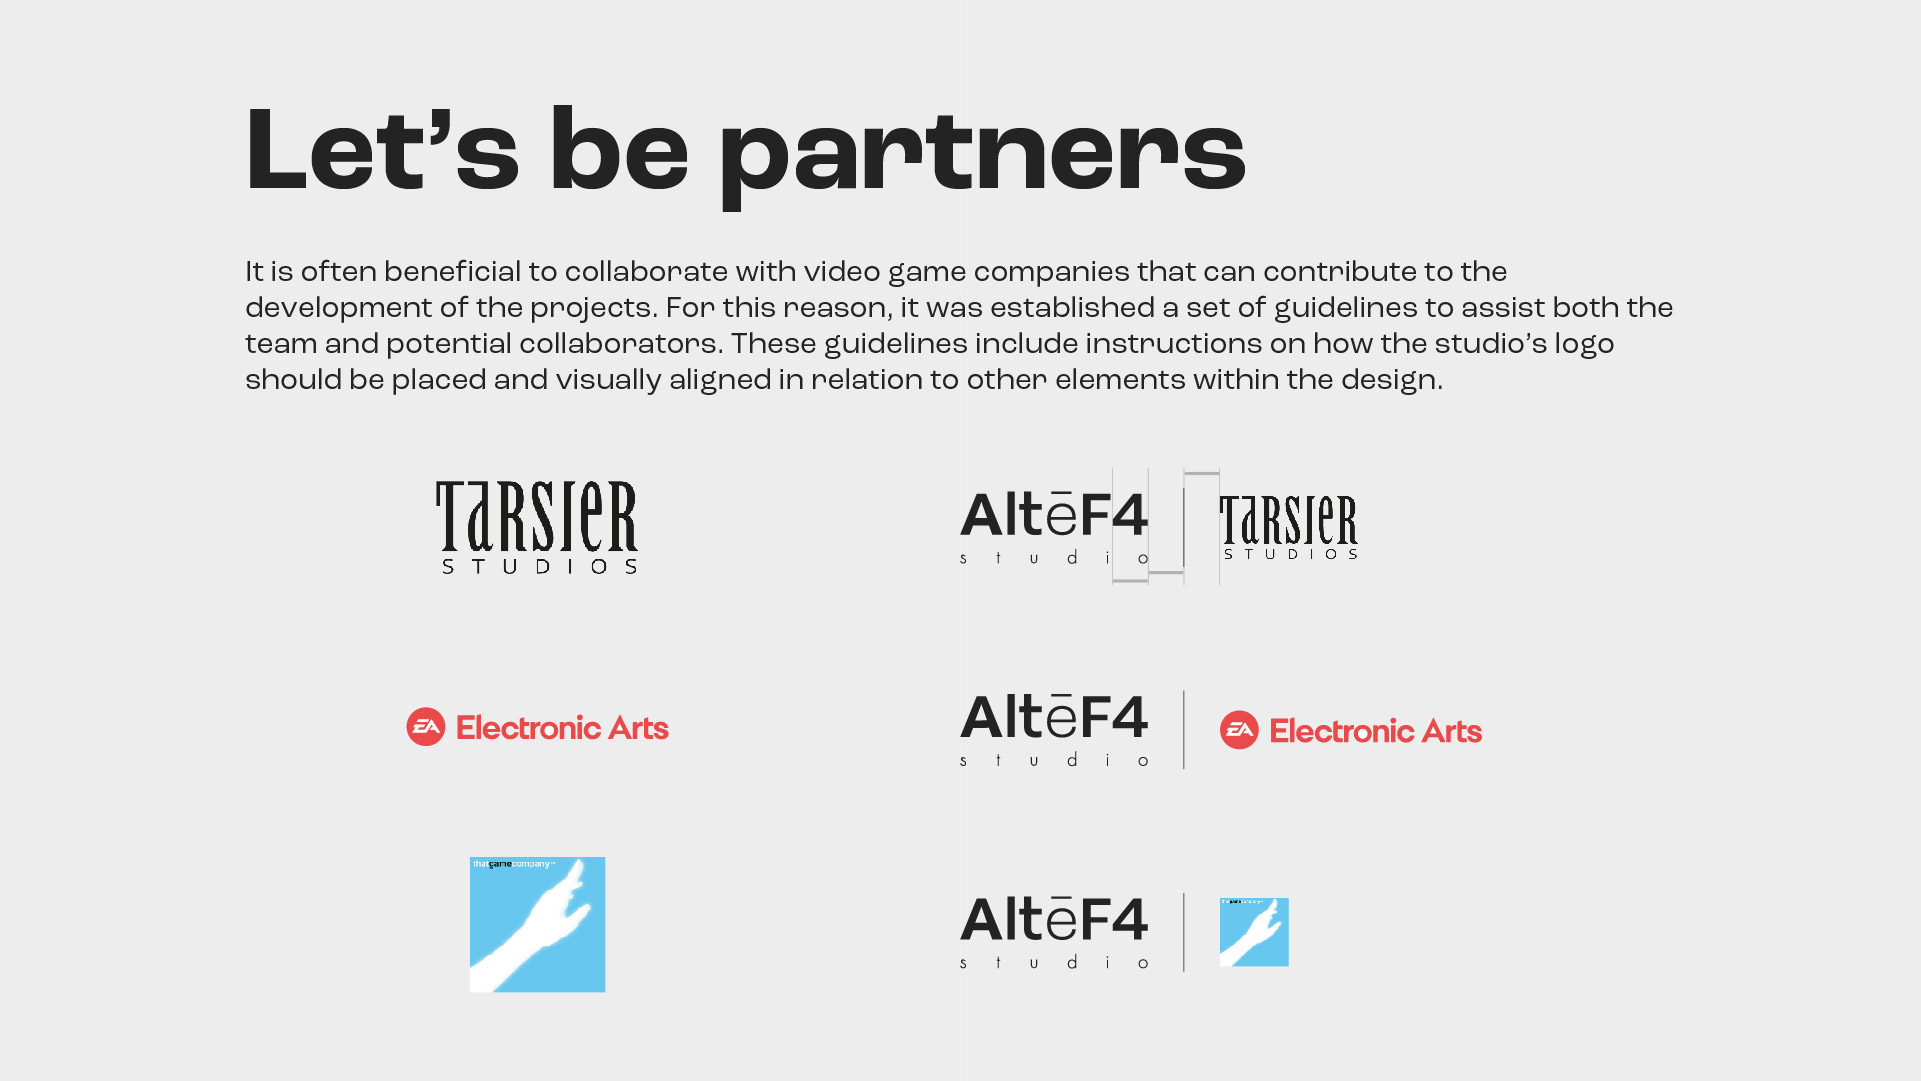 Let’s be partners
It is often beneficial to collaborate with video game companies that can contribute to the
development of the projects. For this reason, it was established a set of guidelines to assist both the
team and potential collaborators. These guidelines include instructions on how the studio’s logo
should be placed and visually aligned in relation to other elements within the design.
TaRSIeR
STUDIOS
AltēF4
studio
TaRSIeR
STUDIOS
EA Electronic Arts
AltēF4
studio
EA Electronic Arts
thatgamecompany™
AltēF4
studio
thatgamecompany